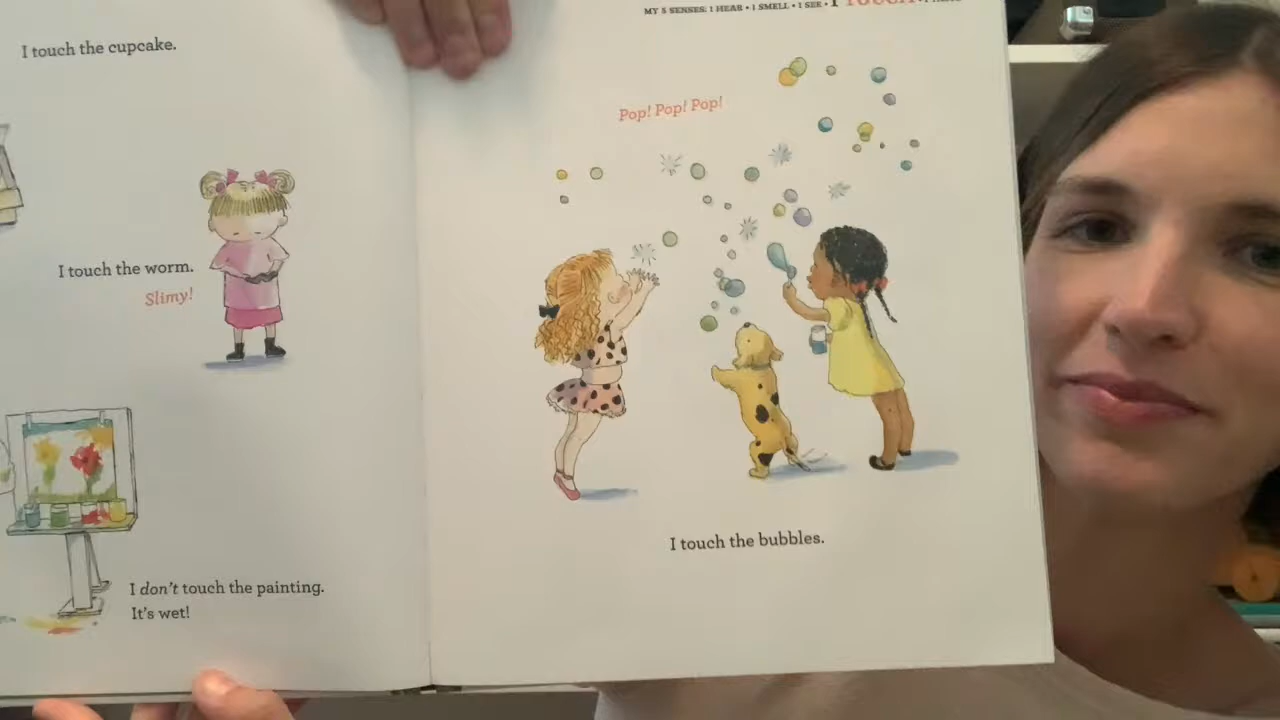 I touch the cupcake.
I touch the worm.
Slimy!
I don't touch the painting.
It's wet!
MY 5 SENSES: I HEAR • I SMELL • I SEE • I TOUCH •
Pop! Pop! Pop!
I touch the bubbles.